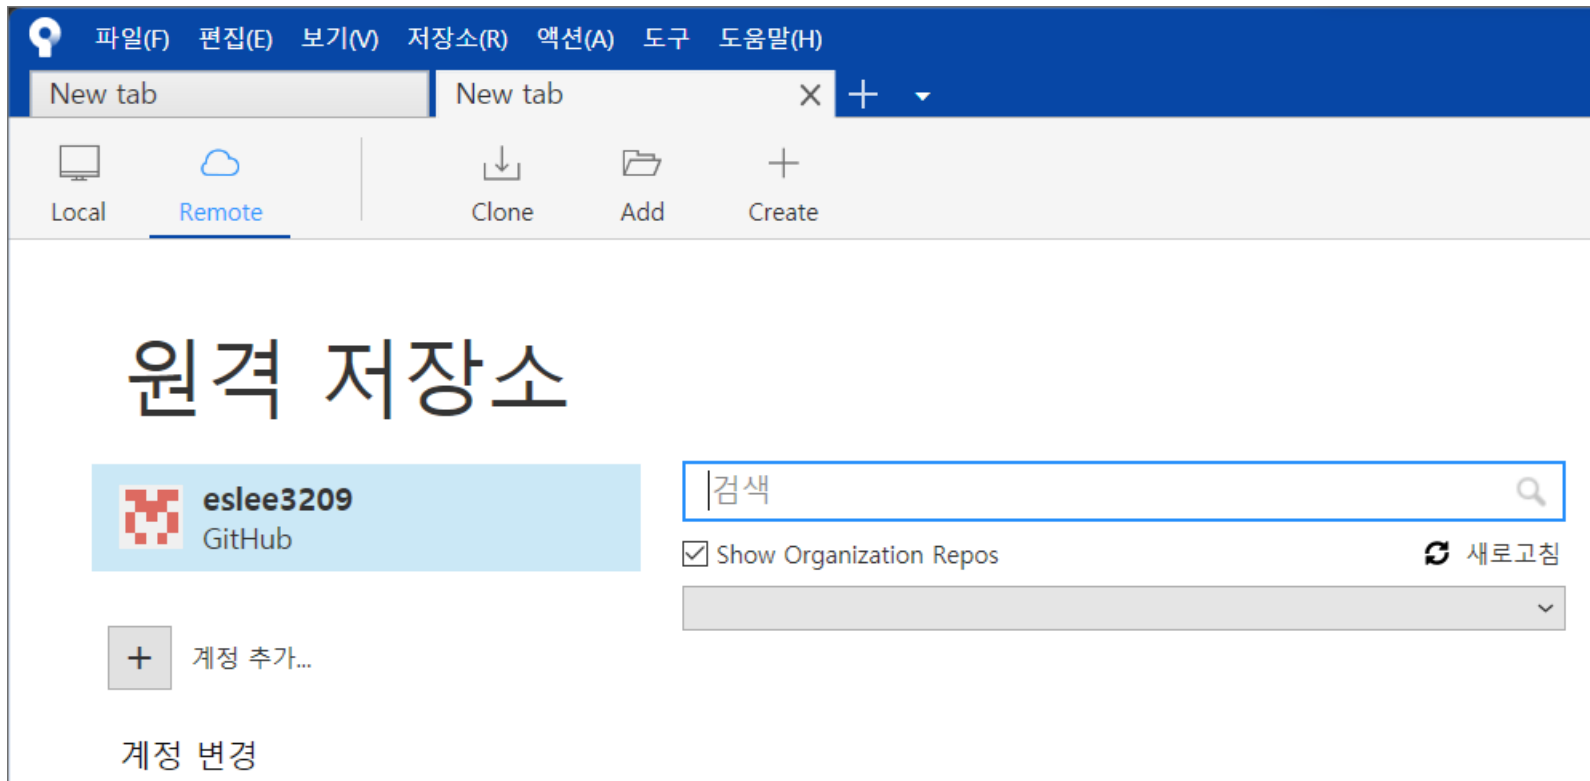 파일(F) 편집(E) 보기(V) 저장소(R) 액션(A) 도구 도움말(H)
New tab New tab
Local Remote Clone Add Create
원격 저장소
eslee3209
GitHub
검색
Show Organization Repos 새로고침
계정 추가...
계정 변경